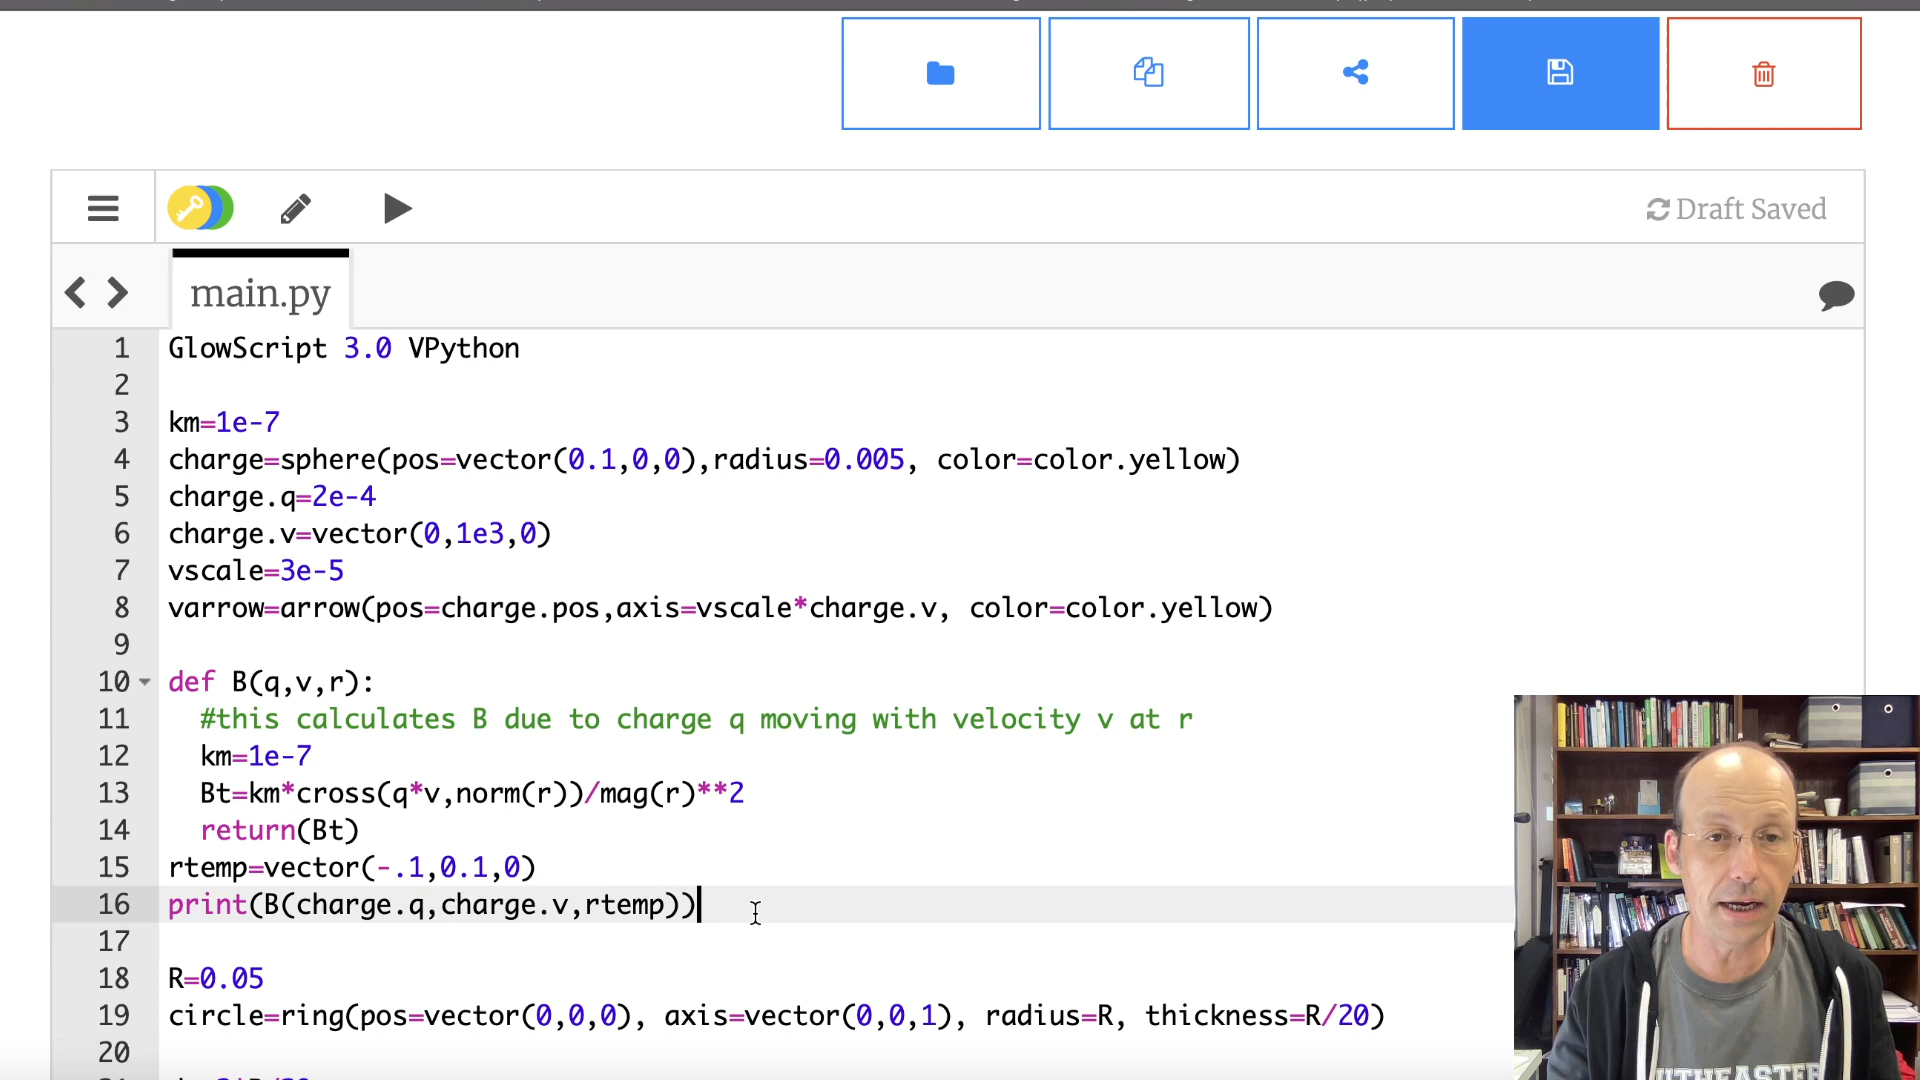 Draft Saved
main.py
1 GlowScript 3.0 VPython
2
3 km=1e-7
4 charge=sphere(pos=vector(0.1,0,0),radius=0.005, color=color.yellow)
5 charge.q=2e-4
6 charge.v=vector(0,1e3,0)
7 vscale=3e-5
8 varrow=arrow(pos=charge.pos,axis=vscale*charge.v, color=color.yellow)
9
10 def B(q,v,r):
11 #this calculates B due to charge q moving with velocity v at r
12 km=1e-7
13 Bt=km*cross(q*v,norm(r))/mag(r)**2
14 return(Bt)
15 rtemp=vector(-.1,0.1,0)
16 print(B(charge.q,charge.v,rtemp))
17
18 R=0.05
19 circle=ring(pos=vector(0,0,0), axis=vector(0,0,1), radius=R, thickness=R/20)
20